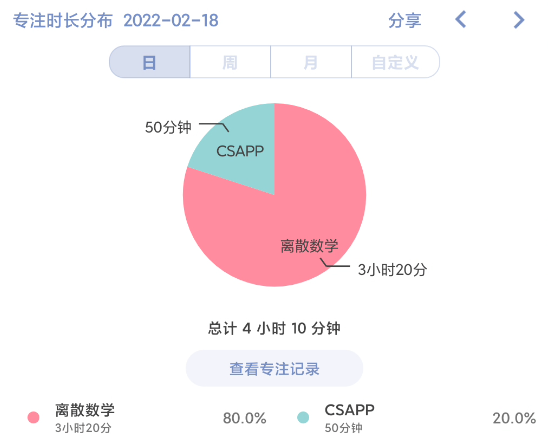 专注时长分布 2022-02-18 分享
日 周 月 自定义
50分钟
CSAPP
离散数学
3小时20分
总计 4 小时 10 分钟
查看专注记录
离散数学 80.0% CSAPP 20.0%
3小时20分 50分钟